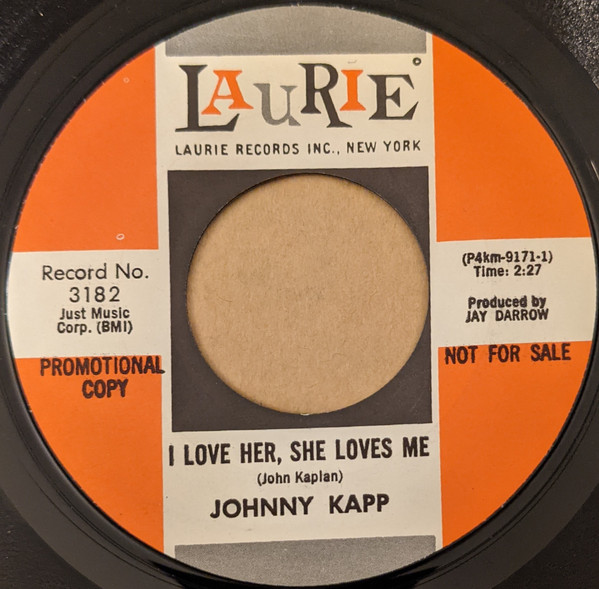 LAURIE
LAURIE RECORDS INC., NEW YORK
Record No.
3182
Just Music
Corp. (BMI)
PROMOTIONAL
COPY
(P4km-9171-1)
Time: 2:27
Produced by
JAY DARROW
NOT FOR SALE
I LOVE HER, SHE LOVES ME
(John Kaplan)
JOHNNY KAPP